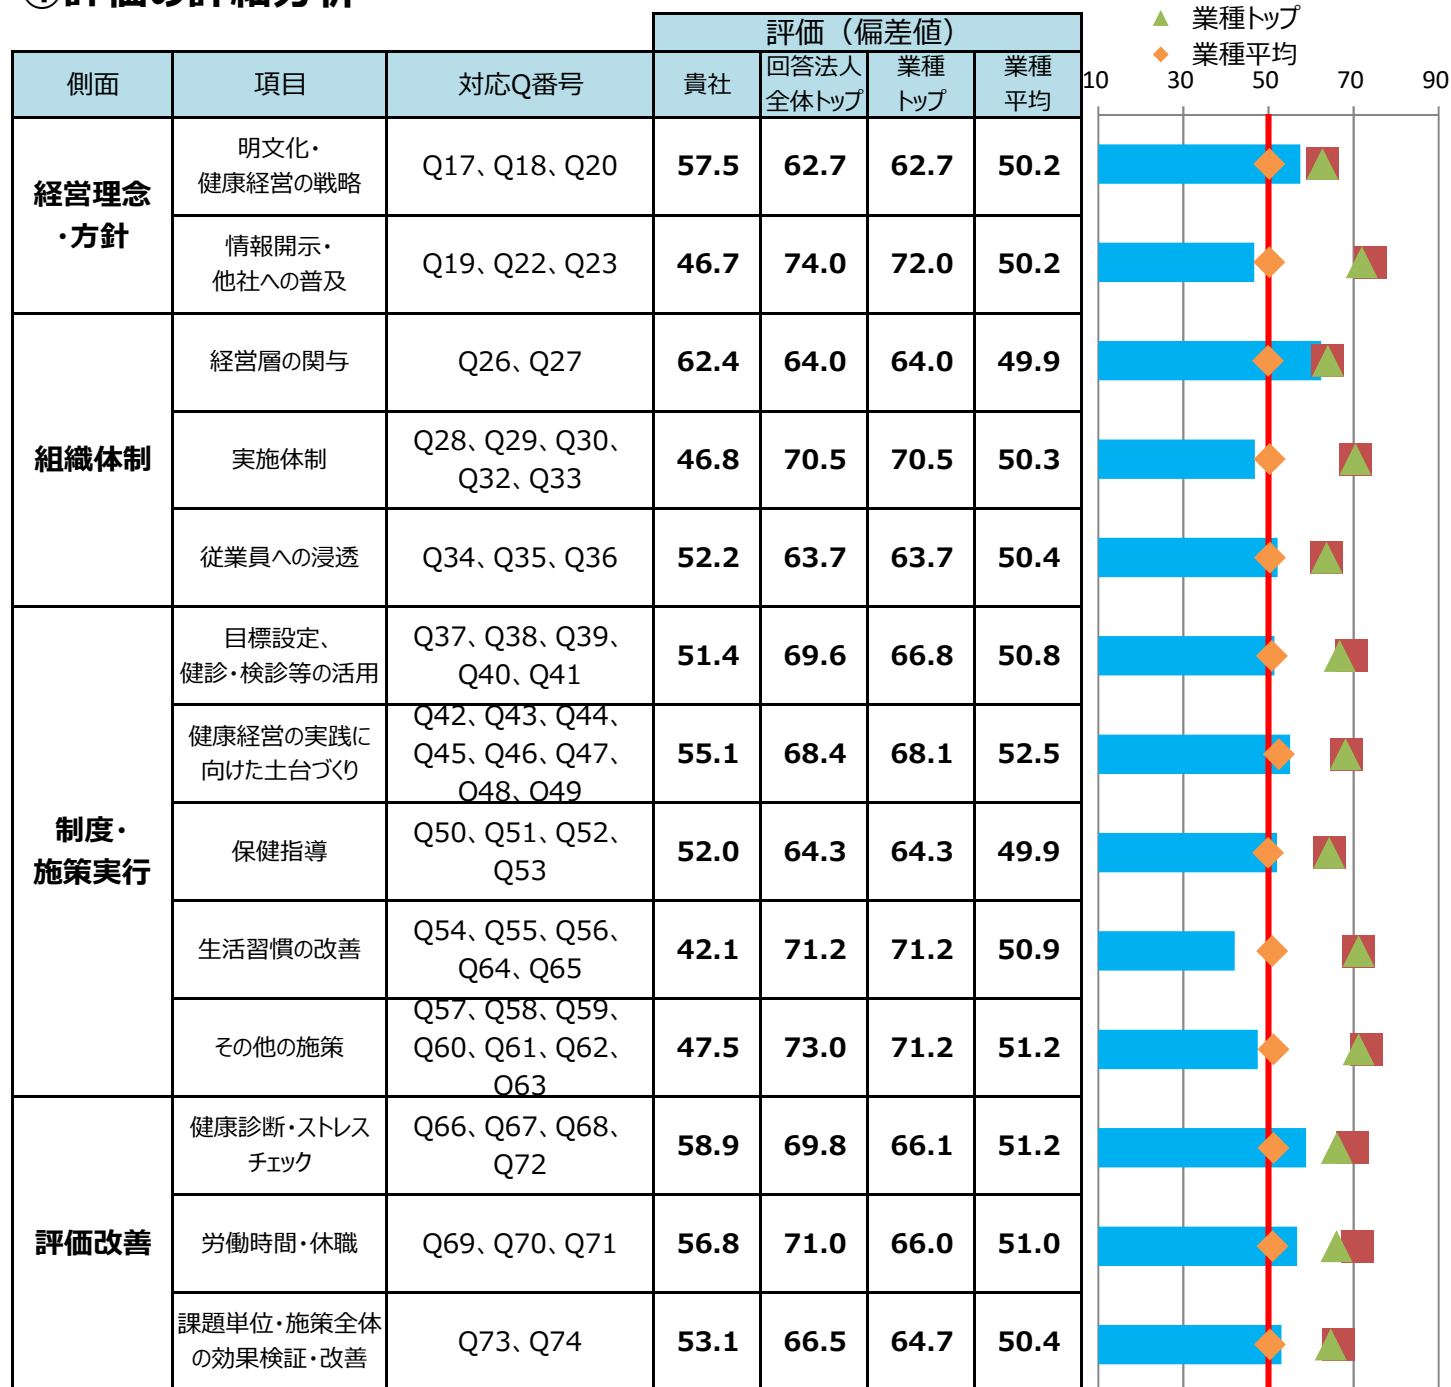 ①評価の詳細分析
▲ 業種トップ
◆ 業種平均
評価（偏差値）
側面 項目 対応Q番号 貴社 回答法人 業種 業種
全体トップ トップ 平均
10 30 50 70 90
経営理念
・方針
明文化・
健康経営の戦略
Q17、Q18、Q20 57.5 62.7 62.7 50.2
情報開示・
他社への普及
Q19、Q22、Q23 46.7 74.0 72.0 50.2
組織体制
経営層の関与 Q26、Q27 62.4 64.0 64.0 49.9
実施体制
Q28、Q29、Q30、
Q32、Q33
46.8 70.5 70.5 50.3
従業員への浸透 Q34、Q35、Q36 52.2 63.7 63.7 50.4
制度・
施策実行
目標設定、
健診・検診等の活用
Q37、Q38、Q39、
Q40、Q41
51.4 69.6 66.8 50.8
健康経営の実践に
向けた土台づくり
Q42、Q43、Q44、
Q45、Q46、Q47、
Q48、Q49
55.1 68.4 68.1 52.5
保健指導
Q50、Q51、Q52、
Q53
52.0 64.3 64.3 49.9
生活習慣の改善
Q54、Q55、Q56、
Q64、Q65
42.1 71.2 71.2 50.9
その他の施策
Q57、Q58、Q59、
Q60、Q61、Q62、
Q63
47.5 73.0 71.2 51.2
評価改善
健康診断・ストレス
チェック
Q66、Q67、Q68、
Q72
58.9 69.8 66.1 51.2
労働時間・休職 Q69、Q70、Q71 56.8 71.0 66.0 51.0
課題単位・施策全体
の効果検証・改善
Q73、Q74 53.1 66.5 64.7 50.4